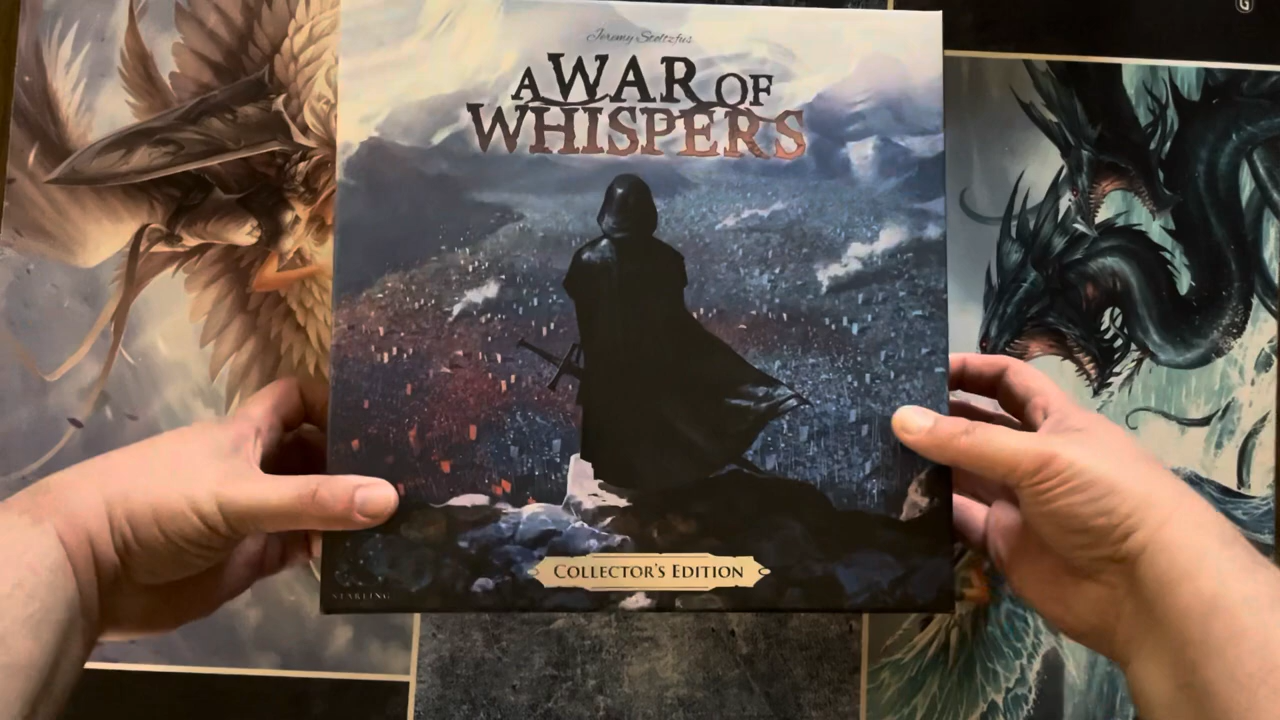 Jeremy Stoltzfus
A WAR OF
WHISPERS
COLLECTOR'S EDITION
STARLING
G